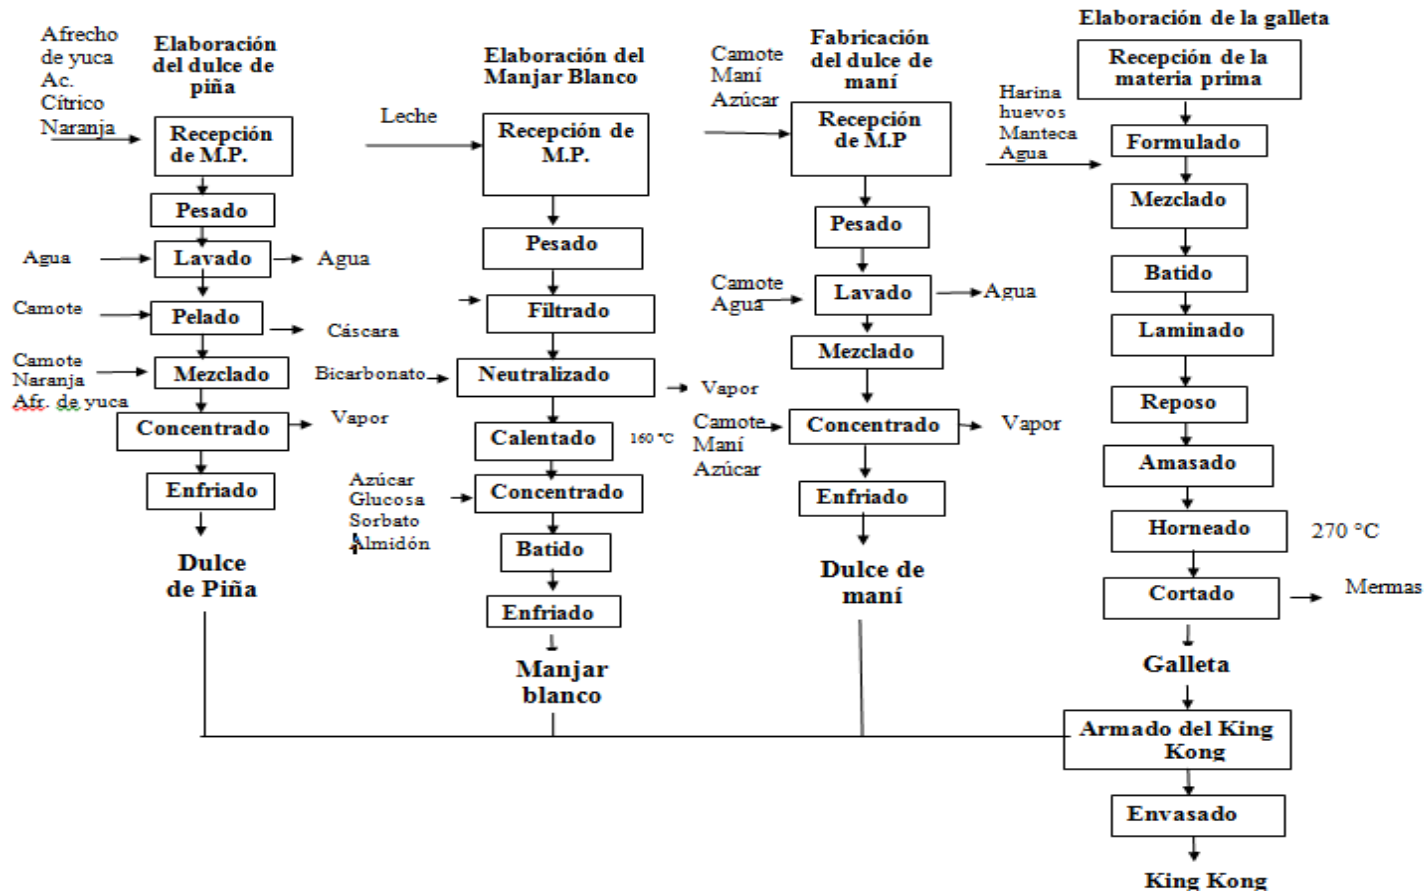 Afrecho
de yuca
Ac.
Cítrico
Naranja
Elaboración
del dulce de
piña
Recepción
de M.P.
Pesado
Agua
Lavado
Agua
Camote
Pelado
Cáscara
Camote
Naranja
Afr. de yuca
Mezclado
Concentrado
Vapor
Enfriado
Dulce
de Piña
Elaboración del
Manjar Blanco
Leche
Recepción de
M.P.
Pesado
Filtrado
Bicarbonato
Neutralizado
Vapor
Calentado
160 °C
Azúcar
Glucosa
Sorbato
Almidón
Concentrado
Batido
Enfriado
Manjar
blanco
Camote
Maní
Azúcar
Fabricación
del dulce de
maní
Recepción
de M.P
Pesado
Camote
Agua
Lavado
Agua
Mezclado
Camote
Maní
Azúcar
Concentrado
Vapor
Enfriado
Dulce de
maní
Elaboración de la galleta
Recepción de la
materia prima
Harina
huevos
Manteca
Agua
Formulado
Mezclado
Batido
Laminado
Reposo
Amasado
Horneado
270 °C
Cortado
Mermas
Galleta
Armado del King
Kong
Envasado
King Kong